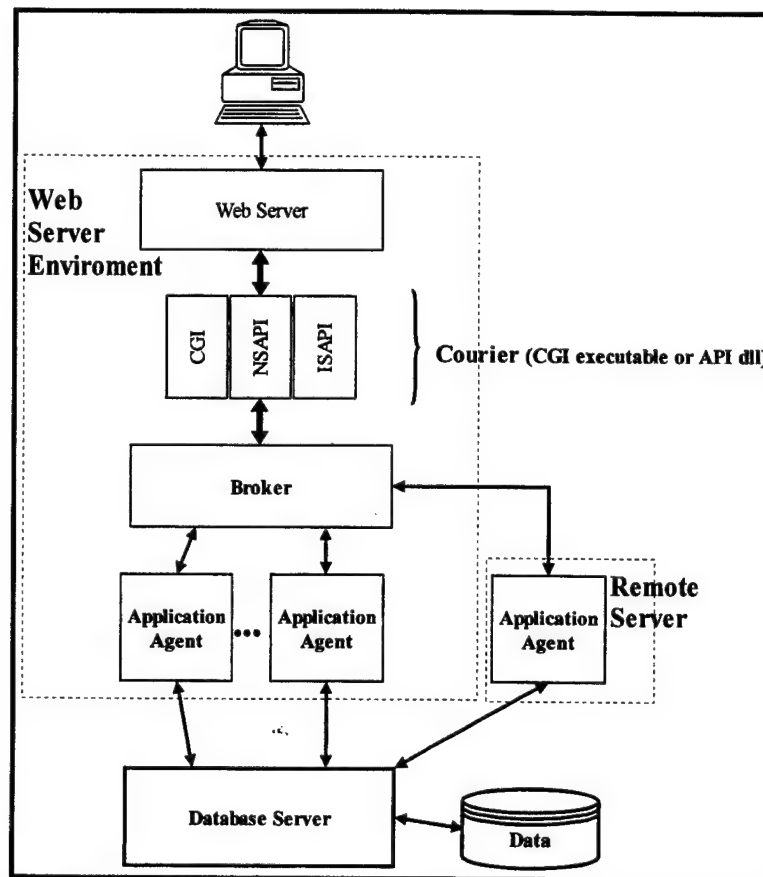 Web Server
Web
Server
Enviroment
CGI
NSAPI
ISAPI
Courier (CGI executable or API dll)
Broker
Application
Agent
...
Application
Agent
Application
Agent
Remote
Server
Database Server
Data